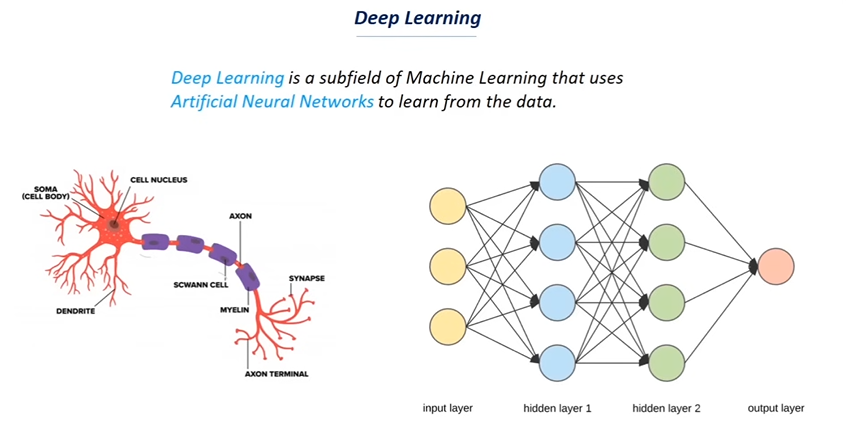 Deep Learning
Deep Learning is a subfield of Machine Learning that uses
Artificial Neural Networks to learn from the data.
SOMA
(CELL BODY)
CELL NUCLEUS
AXON
SCWANN CELL
SYNAPSE
MYELIN
DENDRITE
AXON TERMINAL
input layer
hidden layer 1
hidden layer 2
output layer